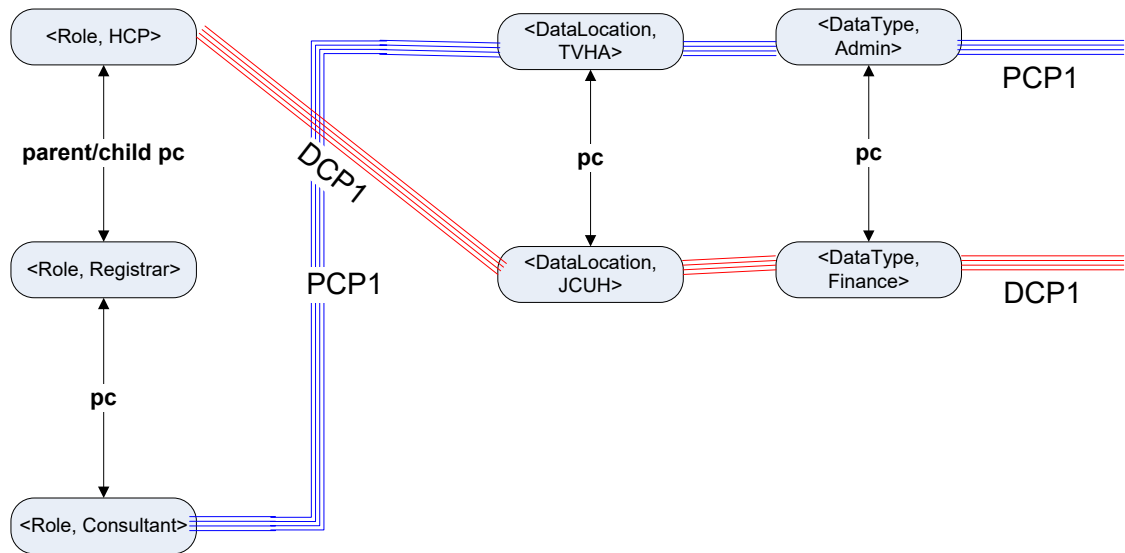 <Role, HCP>
<DataLocation,
TVHA>
<DataType,
Admin>
PCP1
parent/child pc
DCP1
pc
pc
<Role, Registrar>
PCP1
<DataLocation,
JCUH>
<DataType,
Finance>
DCP1
pc
<Role, Consultant>